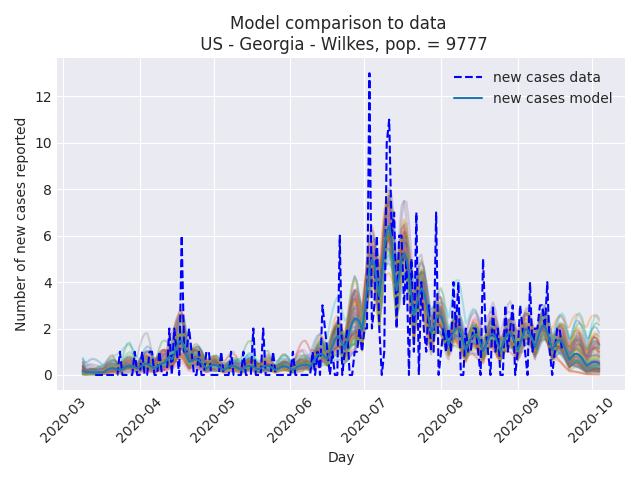 Model comparison to data
US - Georgia - Wilkes, pop. = 9777
new cases data
new cases model
Number of new cases reported
12
10
8
6
4
2
0
2020-03
2020-04
2020-05
2020-06
2020-07
2020-08
2020-09
2020-10
Day